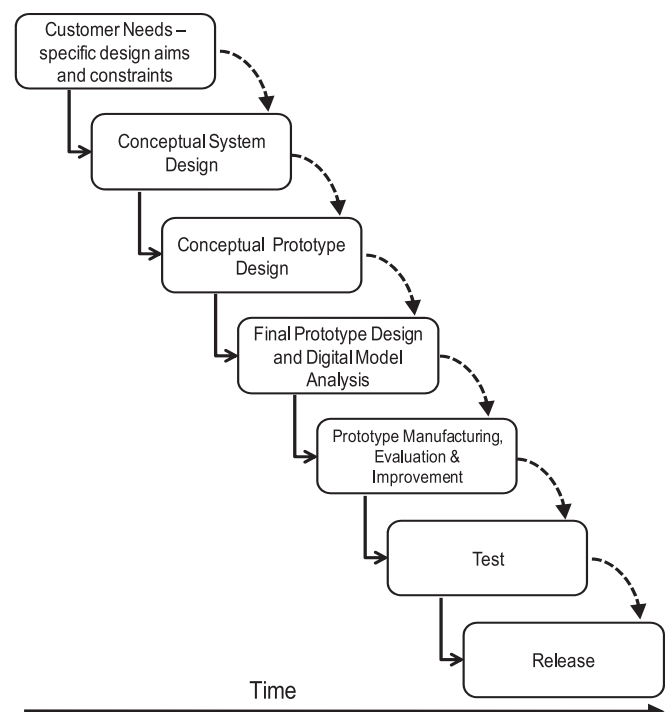 Customer Needs –
specific design aims
and constraints
Conceptual System
Design
Conceptual Prototype
Design
Final Prototype Design
and Digital Model
Analysis
Prototype Manufacturing,
Evaluation &
Improvement
Test
Release
Time